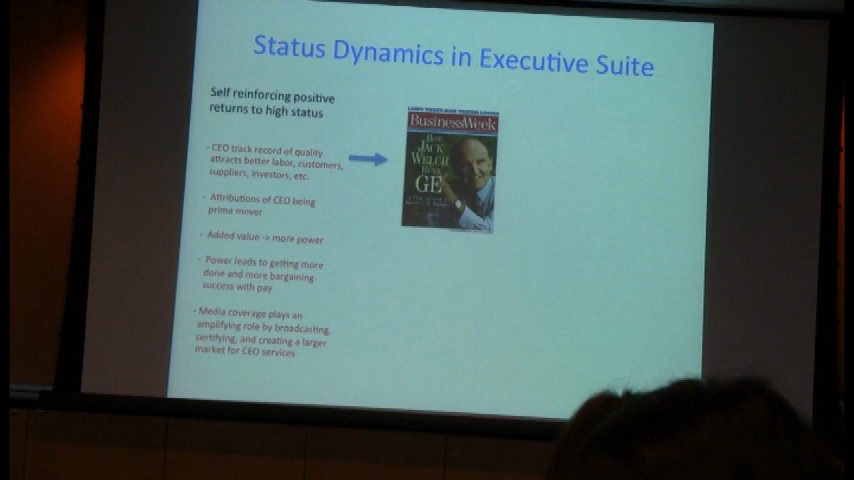 Status Dynamics in Executive Suite
Self reinforcing positive
returns to high status
- CEO track record of quality
attracts better labor, customers,
suppliers, investors, etc.
- Attributions of CEO being
prime mover
- Added value -> more power
- Power leads to getting more
done and more bargaining
success with pay
- Media coverage plays an
amplifying role by broadcasting,
certifying, and creating a larger
market for CEO services
BusinessWeek
How
JACK
WELCH
Runs
GE